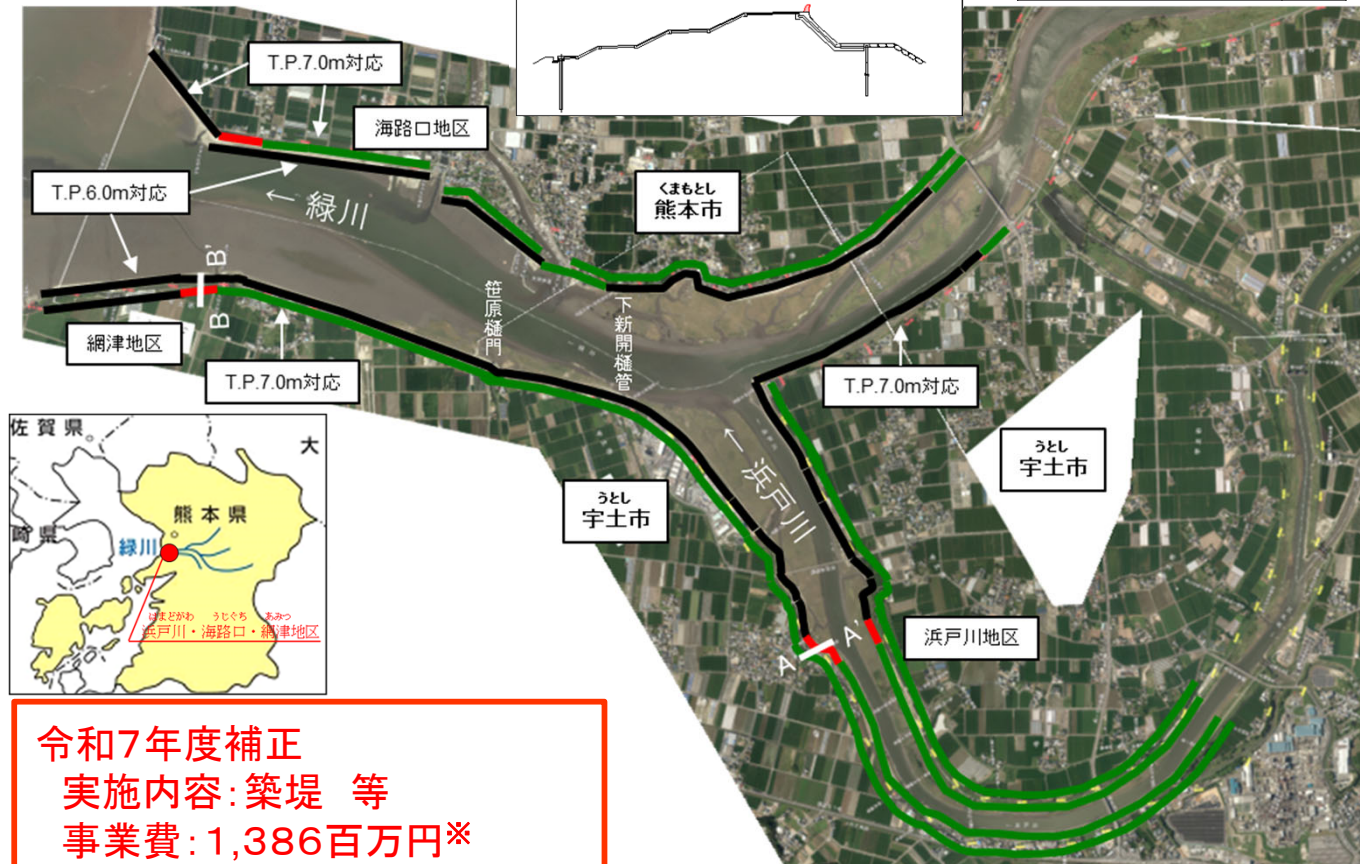 T.P.7.0m対応
海路口地区
T.P.6.0m対応
←緑川
くまもとし
熊本市
B'
B
網津地区
T.P.7.0m対応
笹原樋門
下新開樋管
T.P.7.0m対応
←浜戸川
うとし
宇土市
うとし
宇土市
A
A'
浜戸川地区
佐賀県
大
熊本県
崎県
緑川
はまどがわ うじぐち あみつ
浜戸川・海路口・網津地区
令和7年度補正
実施内容:築堤 等
事業費:1,386百万円※